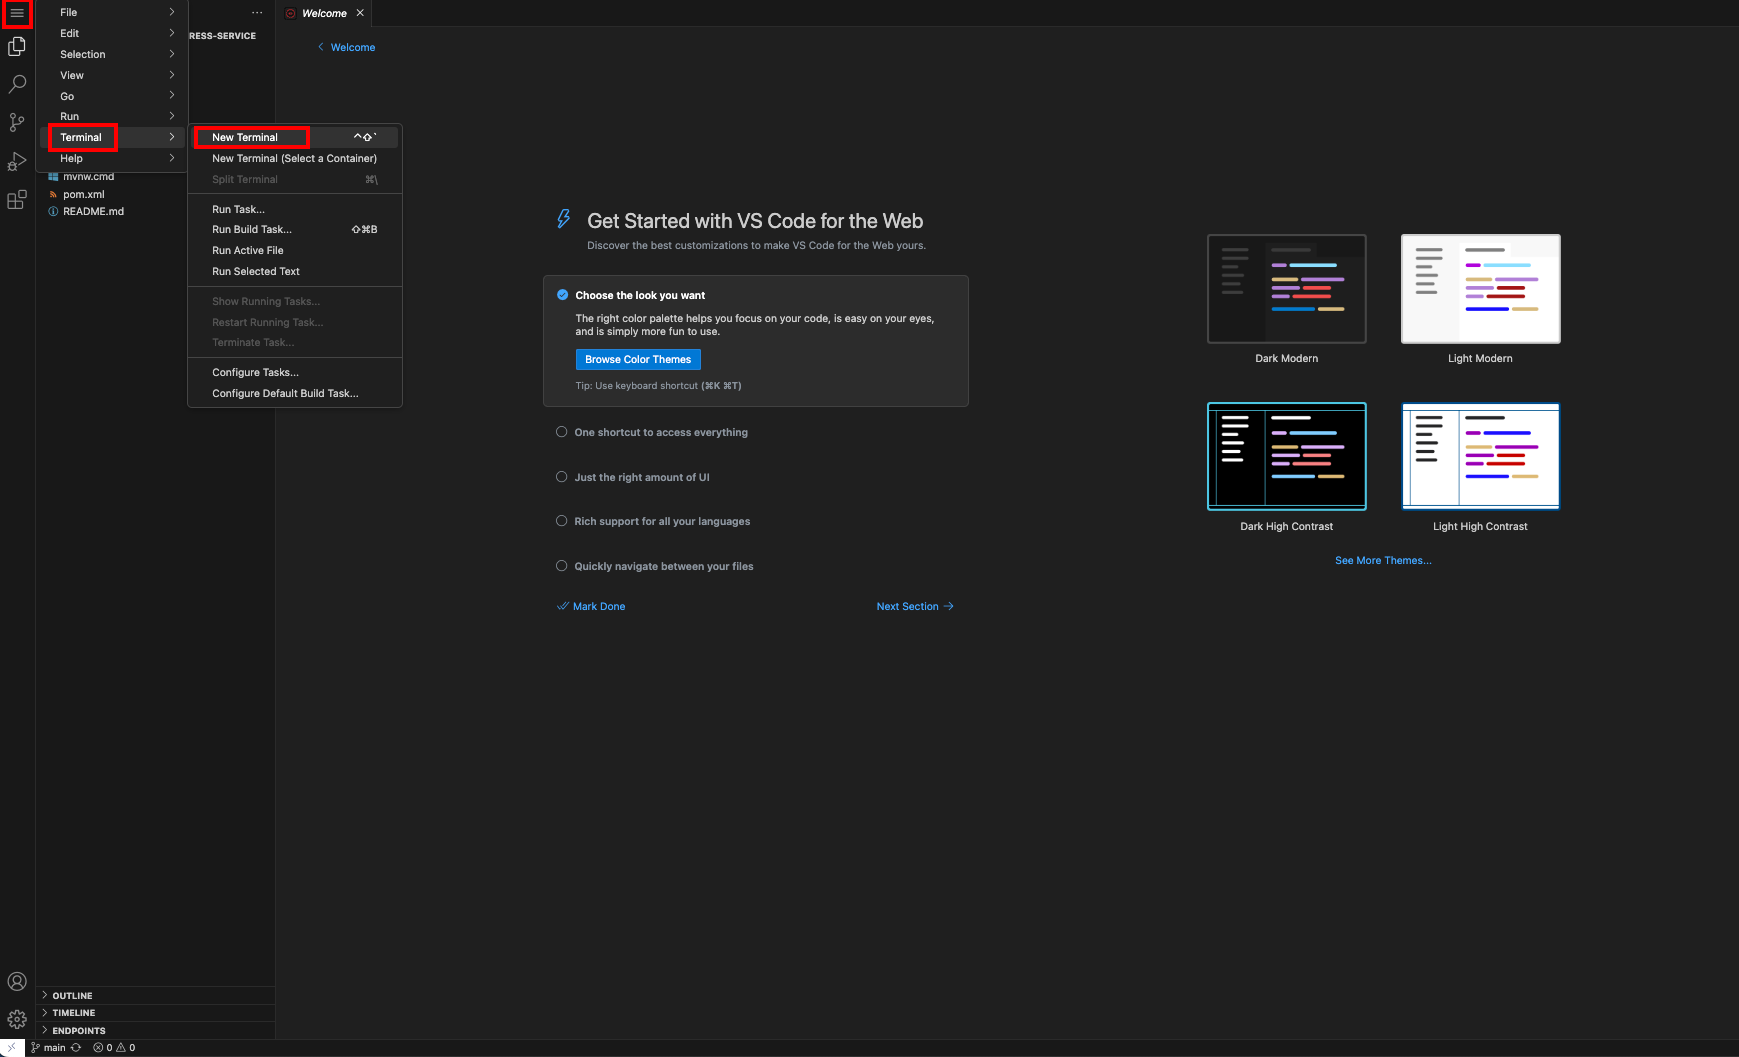 File
Edit
Selection
View
Go
Run
Terminal
Help
RESS-SERVICE
mvnw.cmd
pom.xml
README.md
New Terminal ⌃⇧`
New Terminal (Select a Container)
Split Terminal ⌘\
Run Task...
Run Build Task... ⇧⌘B
Run Active File
Run Selected Text
Show Running Tasks...
Restart Running Task...
Terminate Task...
Configure Tasks...
Configure Default Build Task...
Welcome
Welcome
Get Started with VS Code for the Web
Discover the best customizations to make VS Code for the Web yours.
Choose the look you want
The right color palette helps you focus on your code, is easy on your eyes,
and is simply more fun to use.
Browse Color Themes
Tip: Use keyboard shortcut (⌘K ⌘T)
One shortcut to access everything
Just the right amount of UI
Rich support for all your languages
Quickly navigate between your files
Mark Done
Next Section
Dark Modern
Light Modern
Dark High Contrast
Light High Contrast
See More Themes...
OUTLINE
TIMELINE
ENDPOINTS
main 0 0